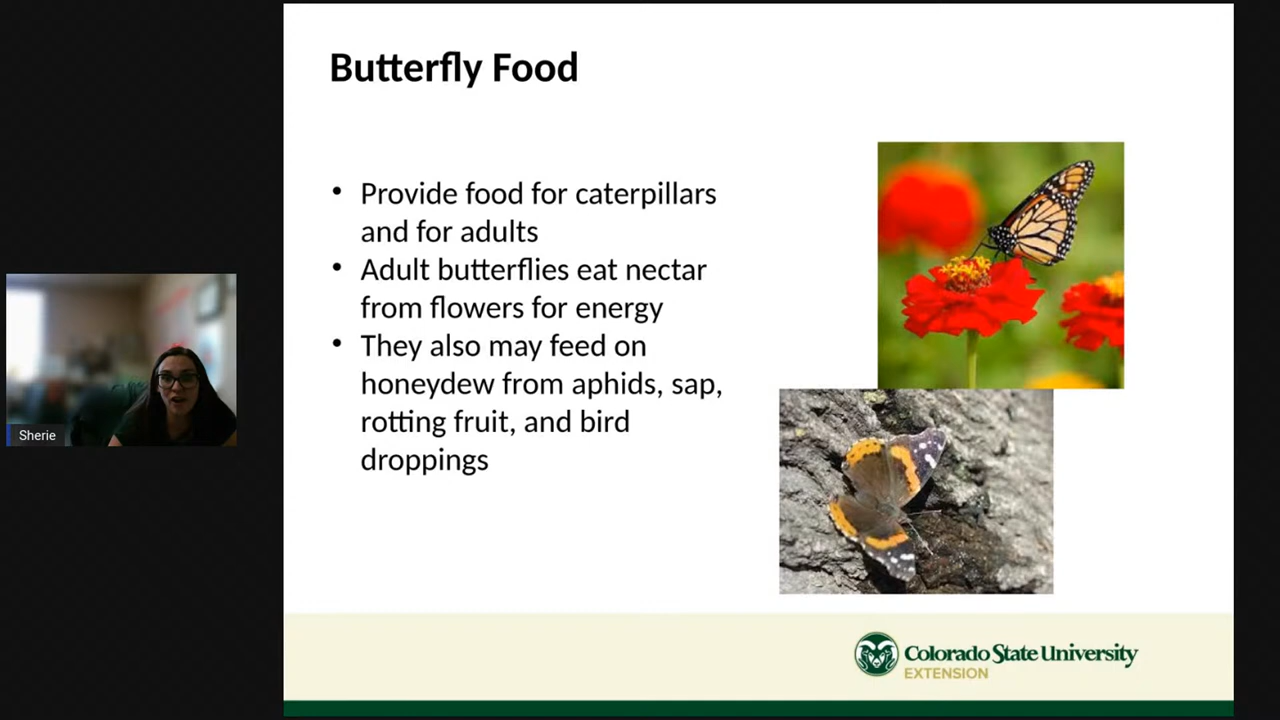 Butterfly Food
• Provide food for caterpillars
and for adults
• Adult butterflies eat nectar
from flowers for energy
• They also may feed on
honeydew from aphids, sap,
rotting fruit, and bird
droppings
Sherie
Colorado State University
EXTENSION